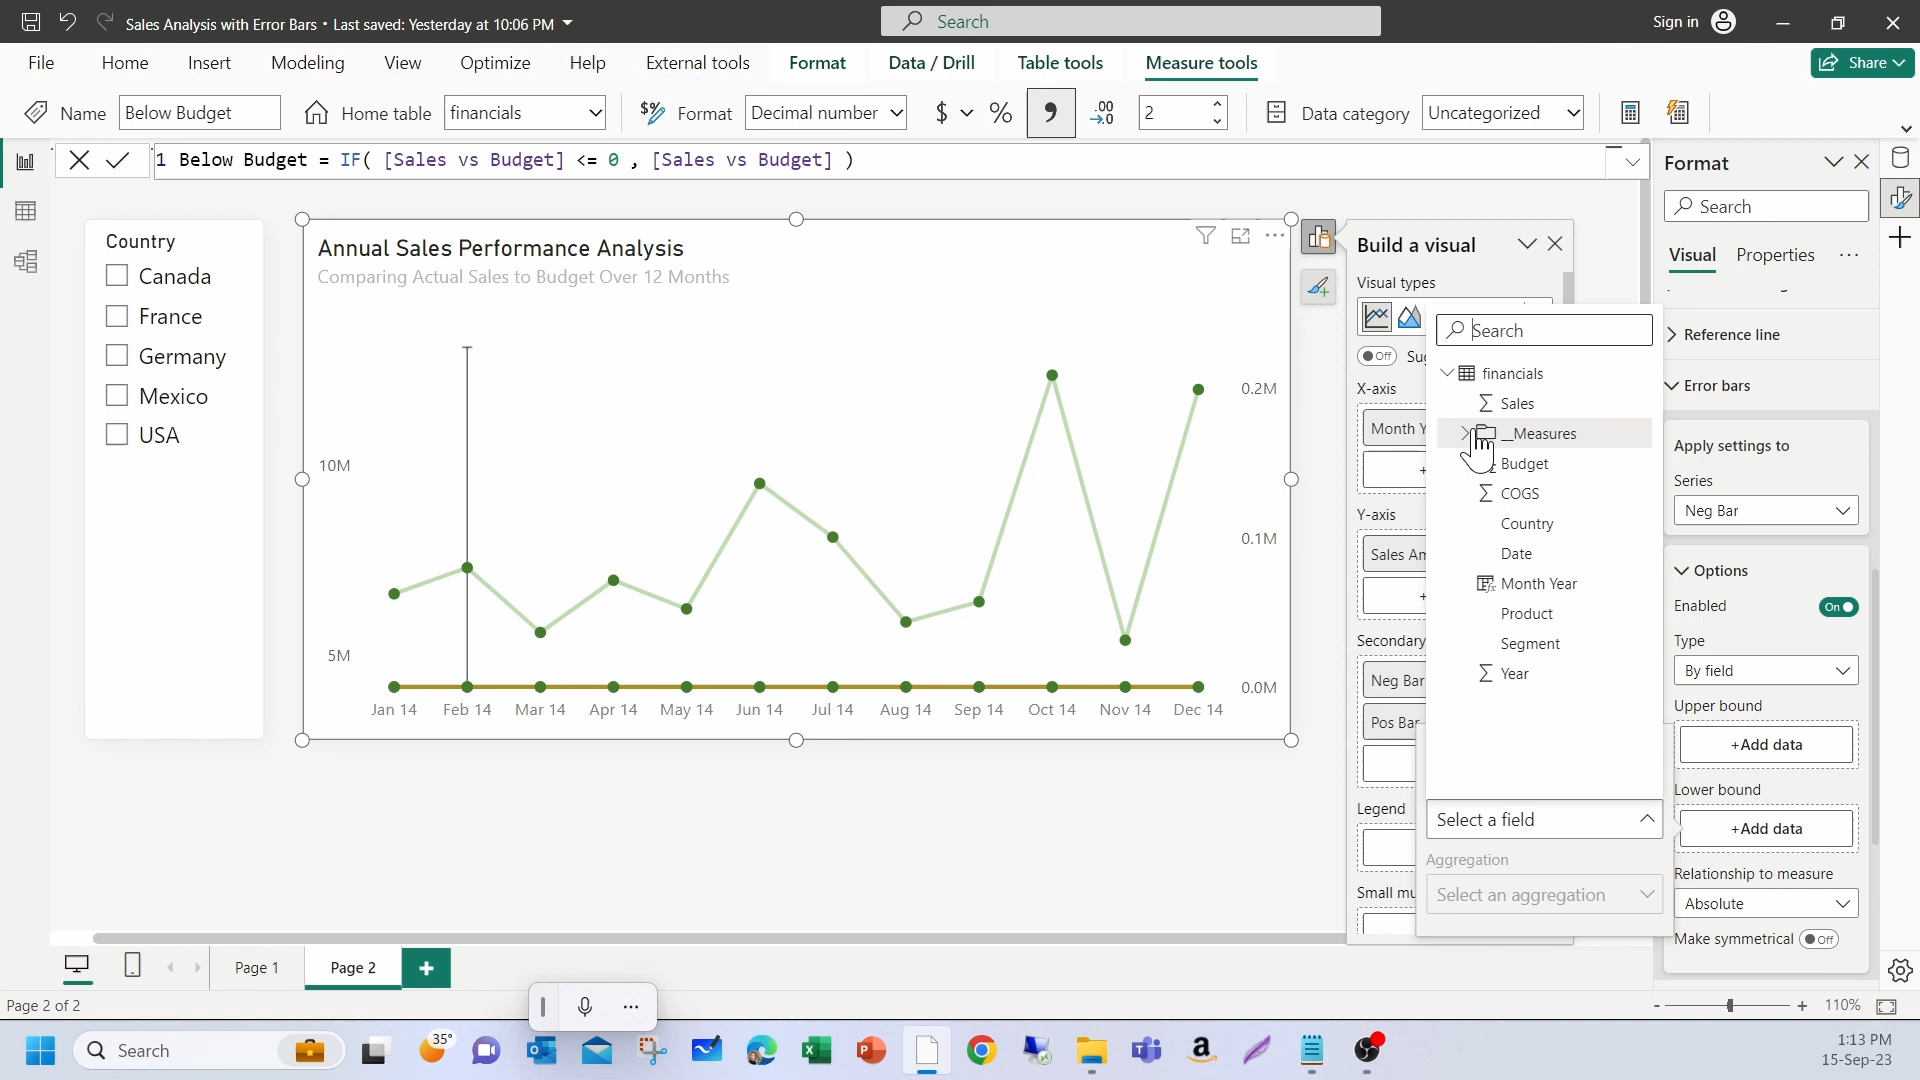 Sales Analysis with Error Bars • Last saved: Yesterday at 10:06 PM
Search
Sign in
File
Home
Insert
Modeling
View
Optimize
Help
External tools
Format
Data / Drill
Table tools
Measure tools
Share
Name
Below Budget
Home table
financials
Format
Decimal number
$
%
,
.00
2
Data category
Uncategorized
1 Below Budget = IF( [Sales vs Budget] <= 0 , [Sales vs Budget] )
Country
Canada
France
Germany
Mexico
USA
Annual Sales Performance Analysis
Comparing Actual Sales to Budget Over 12 Months
10M
5M
0.2M
0.1M
0.0M
Jan 14
Feb 14
Mar 14
Apr 14
May 14
Jun 14
Jul 14
Aug 14
Sep 14
Oct 14
Nov 14
Dec 14
Build a visual
Visual types
Off
Sug
X-axis
Month Y
Y-axis
Sales Am
Secondary
Neg Bar
Pos Bar
Legend
Small mu
Search
financials
Sales
__Measures
Budget
COGS
Country
Date
Month Year
Product
Segment
Year
Select a field
Aggregation
Select an aggregation
Format
Search
Visual
Properties
Reference line
Error bars
Apply settings to
Series
Neg Bar
Options
Enabled
On
Type
By field
Upper bound
+Add data
Lower bound
+Add data
Relationship to measure
Absolute
Make symmetrical
Off
Page 1
Page 2
Page 2 of 2
110%
Search
35°
1:13 PM
15-Sep-23